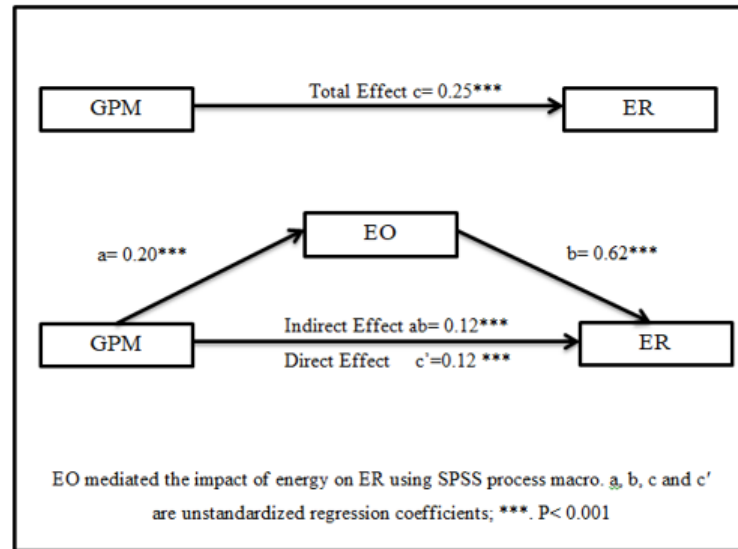 Total Effect c= 0.25***
GPM
ER
EO
a= 0.20***
b= 0.62***
Indirect Effect ab= 0.12***
GPM
ER
Direct Effect c'=0.12 ***
EO mediated the impact of energy on ER using SPSS process macro. a, b, c and c′
are unstandardized regression coefficients; ***. P< 0.001